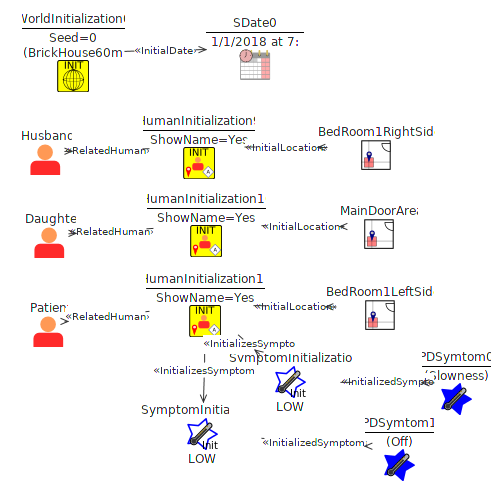 WorldInitialization0
Seed=0
(BrickHouse60m
INIT
«InitialDate»
SDate0
1/1/2018 at 7:
Husband
«RelatedHuman»
HumanInitialization9
ShowName=Yes
INIT
A
«InitialLocation»
BedRoom1RightSid
Daughte
«RelatedHuman»
HumanInitialization1
ShowName=Yes
INIT
A
«InitialLocation»
MainDoorArea
Patien
«RelatedHuman»
HumanInitialization1
ShowName=Yes
INIT
A
«InitialLocation»
BedRoom1LeftSid
«InitializesSympto
«InitializesSymptom
SymptomInitializatio
Init
LOW
«InitializedSympto
PDSymtom0
(Slowness)
SymptomInitia
Init
LOW
«InitializedSymptom
PDSymtom1
(Off)